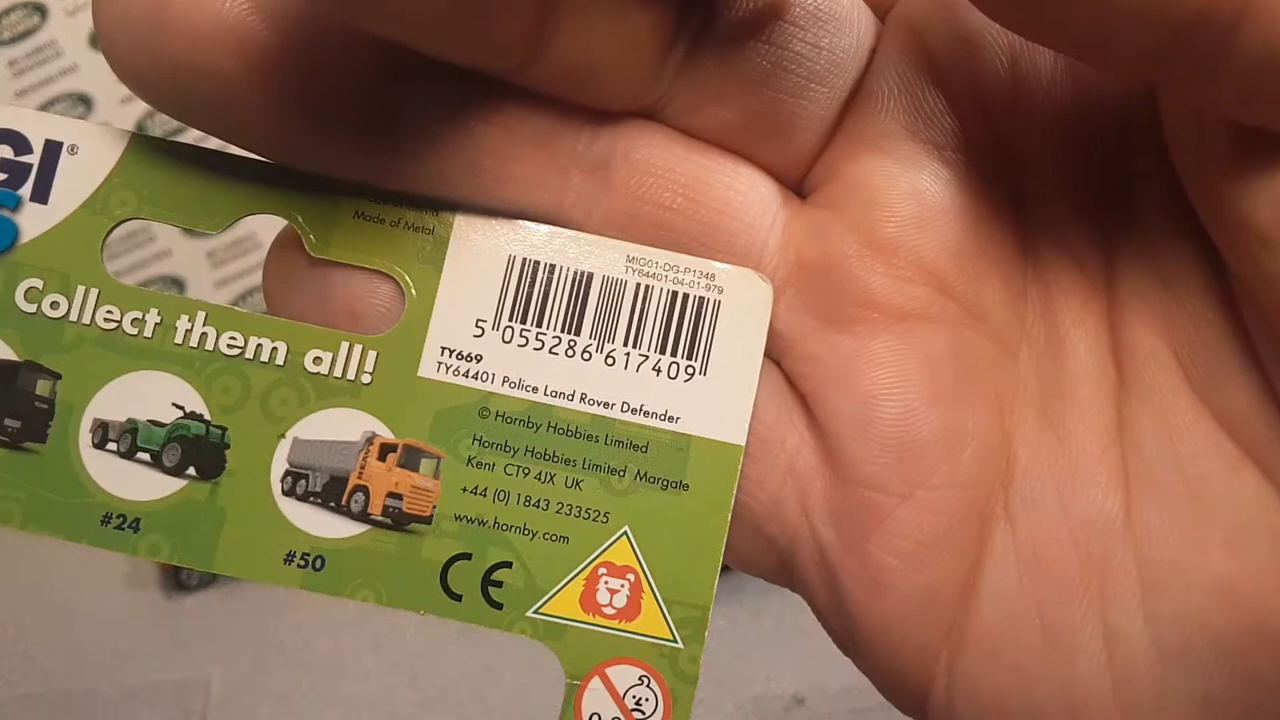 GI®
S
Made of Metal
MIG01-DG-P1348
TY64401-04-01-979
5 055286 617409
TY669
TY64401 Police Land Rover Defender
Collect them all!
© Hornby Hobbies Limited
Hornby Hobbies Limited Margate
Kent CT9 4JX UK
+44 (0) 1843 233525
www.hornby.com
#24
#50
CE